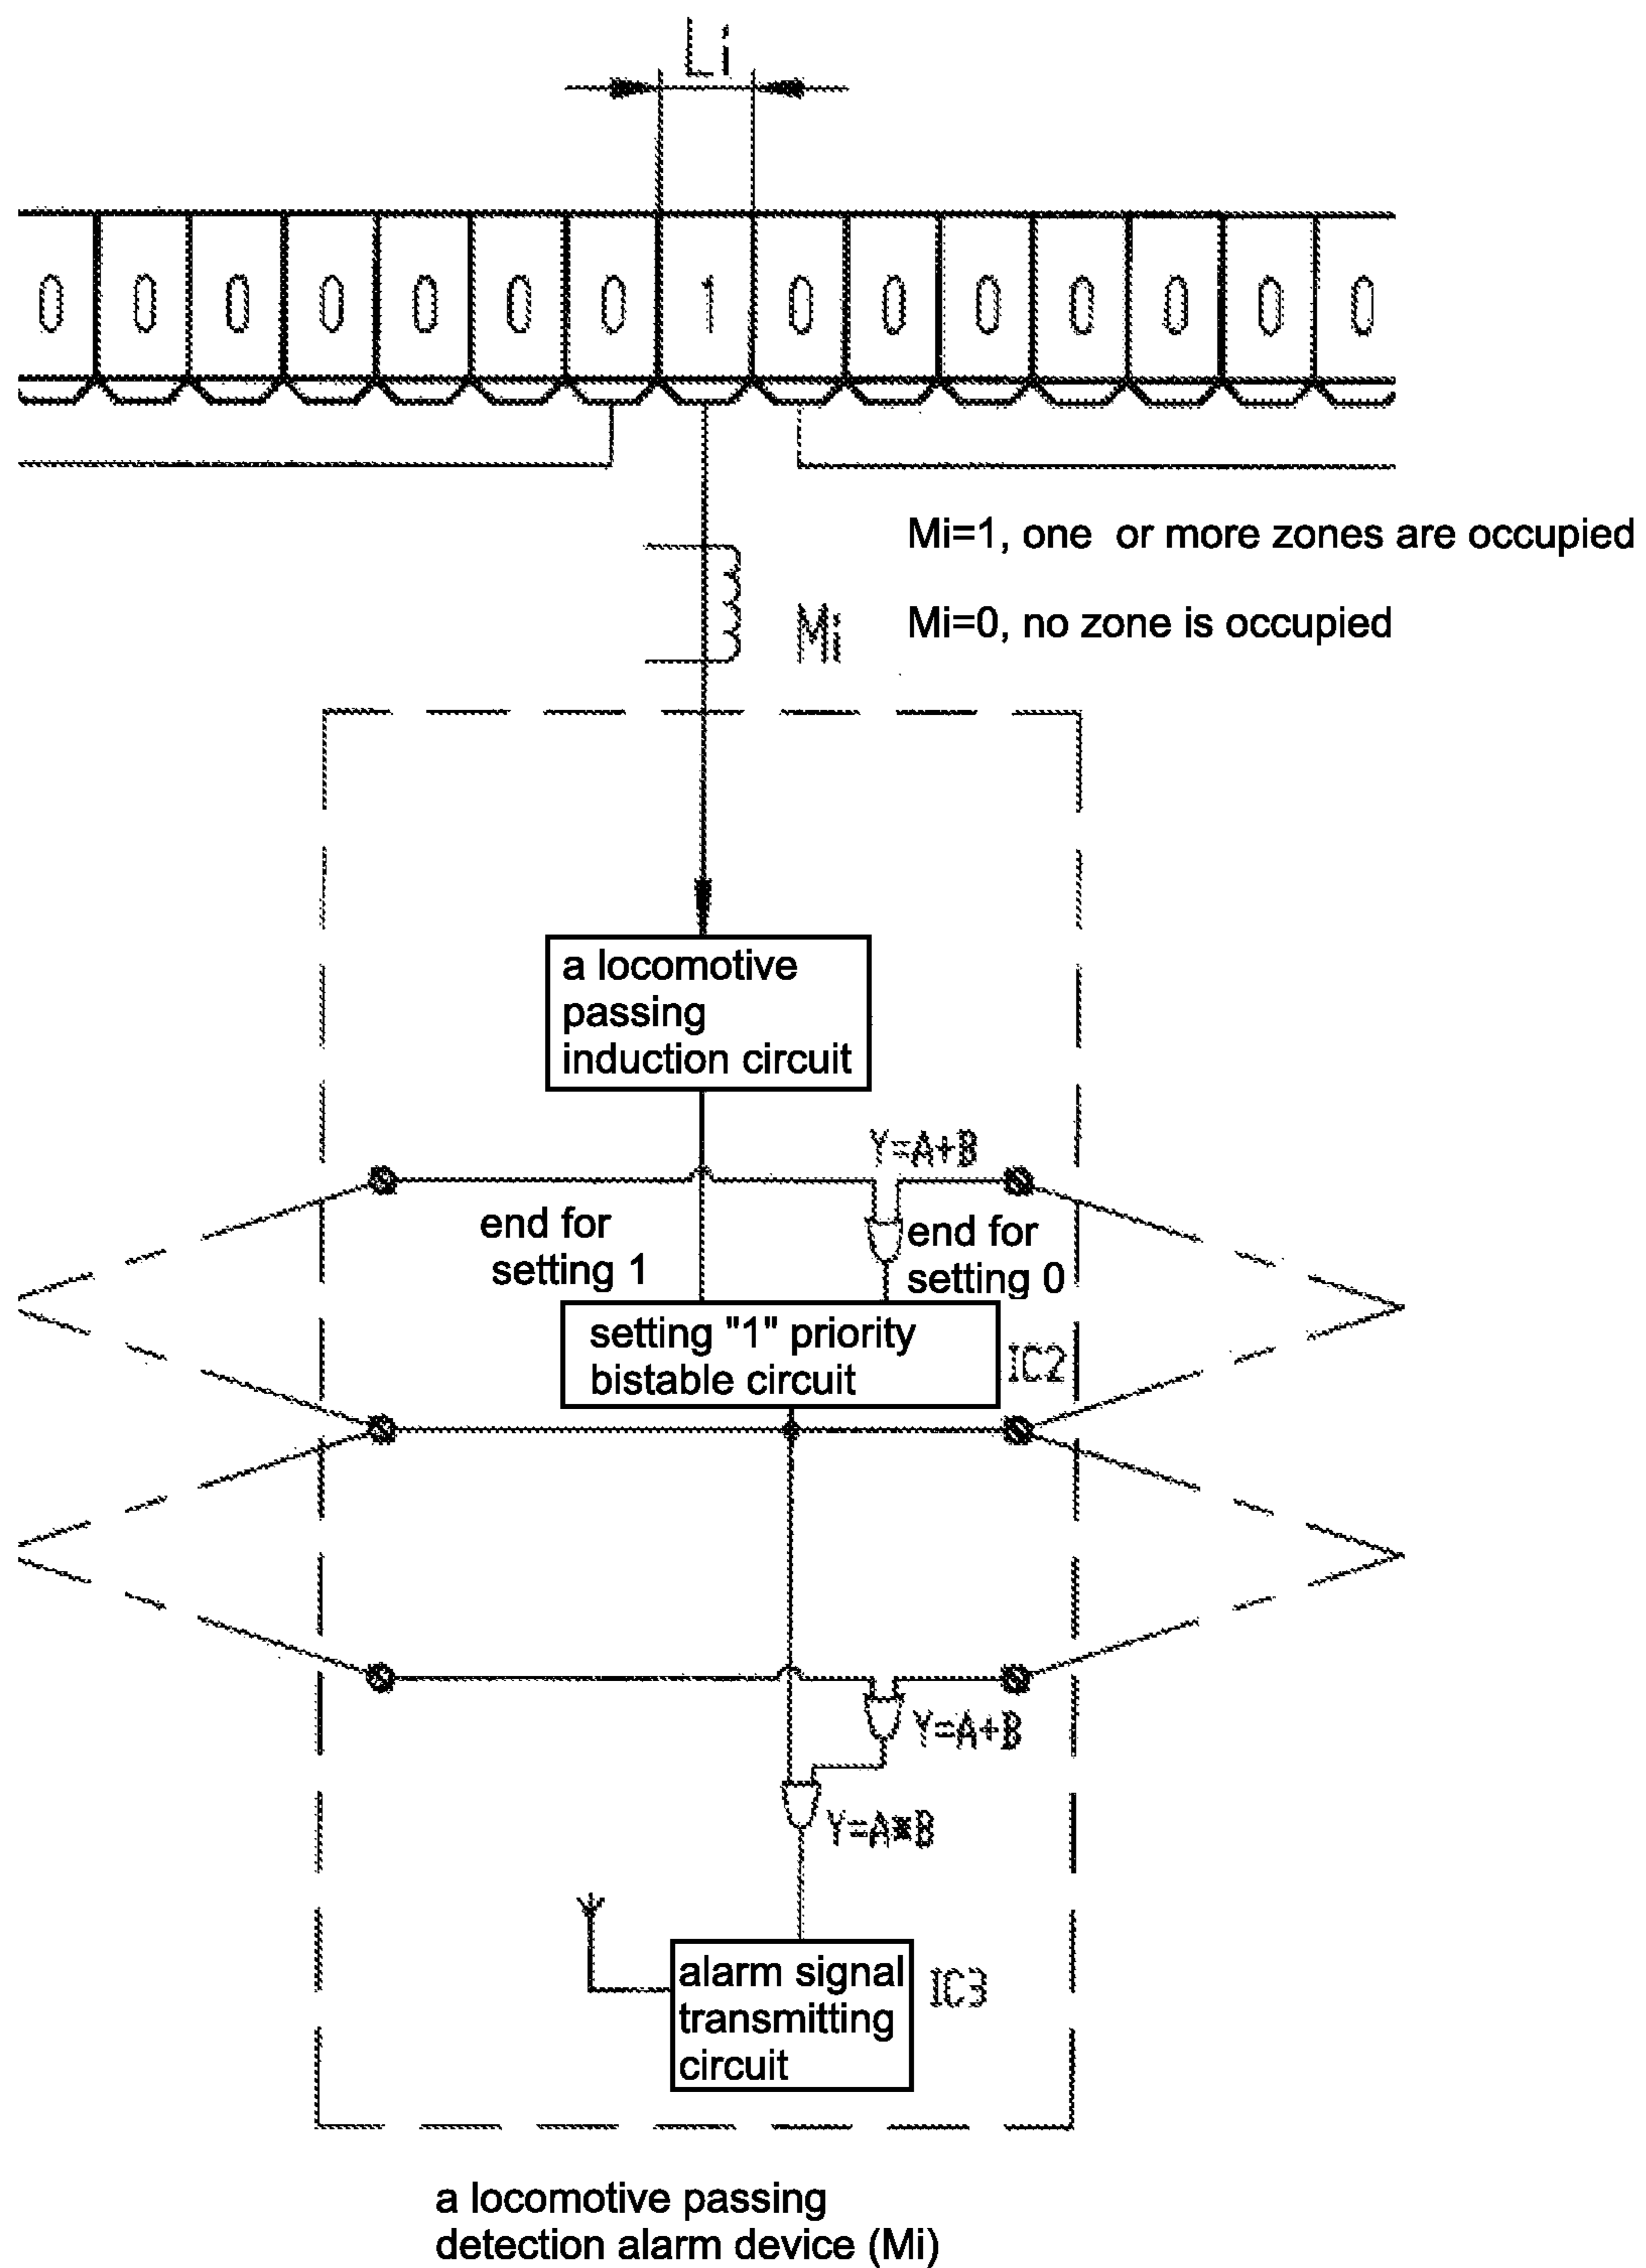 Li
0 0 0 0 0 0 0 1 0 0 0 0 0 0 0
Mi=1, one or more zones are occupied
Mi
Mi=0, no zone is occupied
a locomotive
passing
induction circuit
Y=A+B
end for
setting 1
end for
setting 0
setting "1" priority
bistable circuit
IC2
Y=A+B
Y=A*B
alarm signal
transmitting
circuit
IC3
a locomotive passing
detection alarm device (Mi)